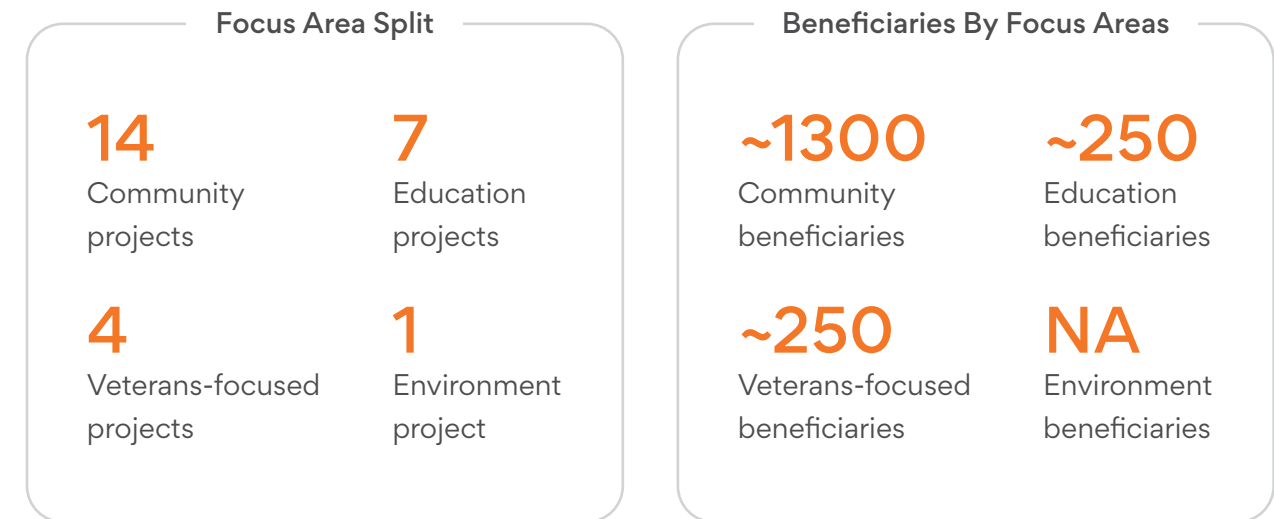 Focus Area Split
14
Community
projects
7
Education
projects
4
Veterans-focused
projects
1
Environment
project
Beneficiaries By Focus Areas
~1300
Community
beneficiaries
~250
Education
beneficiaries
~250
Veterans-focused
beneficiaries
NA
Environment
beneficiaries